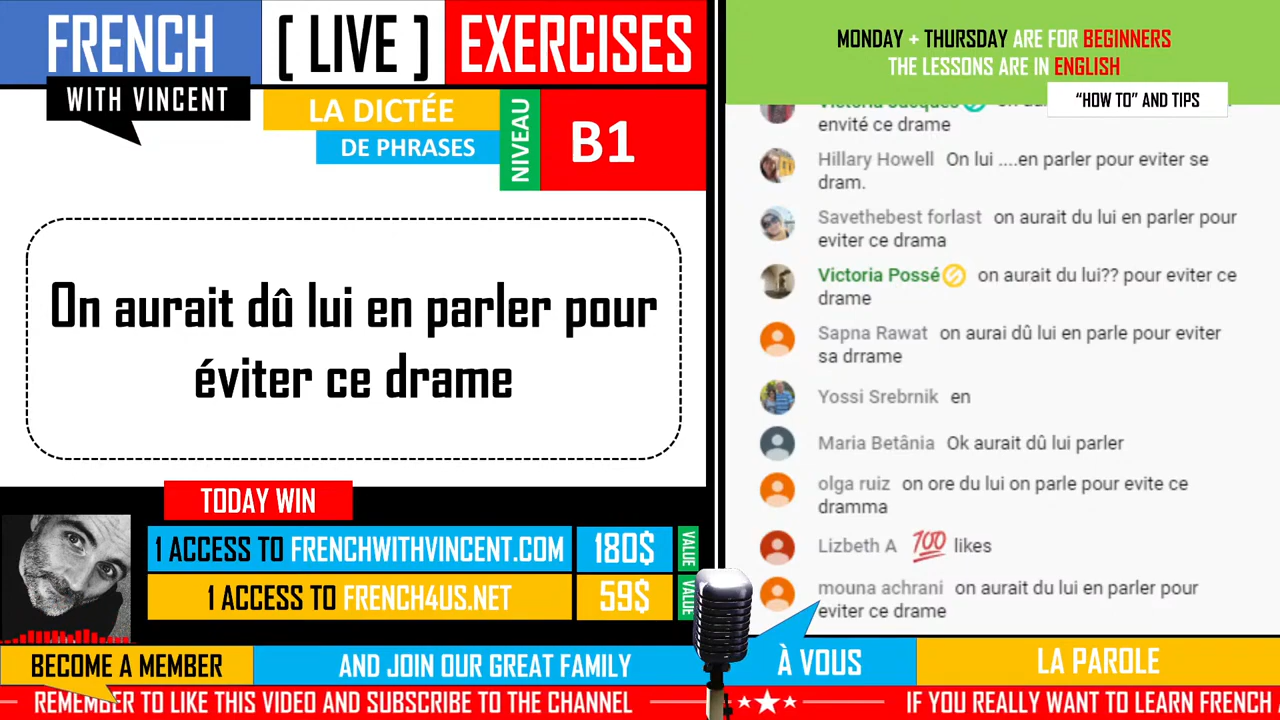 FRENCH
[ LIVE ]
EXERCISES
WITH VINCENT
LA DICTÉE
DE PHRASES
NIVEAU
B1
On aurait dû lui en parler pour
éviter ce drame
TODAY WIN
1 ACCESS TO FRENCHWITHVINCENT.COM
180$
VALUE
1 ACCESS TO FRENCH4US.NET
59$
VALUE
BECOME A MEMBER
AND JOIN OUR GREAT FAMILY
REMEMBER TO LIKE THIS VIDEO AND SUBSCRIBE TO THE CHANNEL
MONDAY + THURSDAY ARE FOR BEGINNERS
THE LESSONS ARE IN ENGLISH
"HOW TO" AND TIPS
envité ce drame
Hillary Howell On lui ....en parler pour eviter se
dram.
Savethebest forlast on aurait du lui en parler pour
eviter ce drama
Victoria Possé on aurait du lui?? pour eviter ce
drame
Sapna Rawat on aurai dû lui en parle pour eviter
sa drrame
Yossi Srebrnik en
Maria Betânia Ok aurait dû lui parler
olga ruiz on ore du lui on parle pour evite ce
dramma
Lizbeth A 100 likes
mouna achrani on aurait du lui en parler pour
eviter ce drame
À VOUS
LA PAROLE
IF YOU REALLY WANT TO LEARN FRENCH